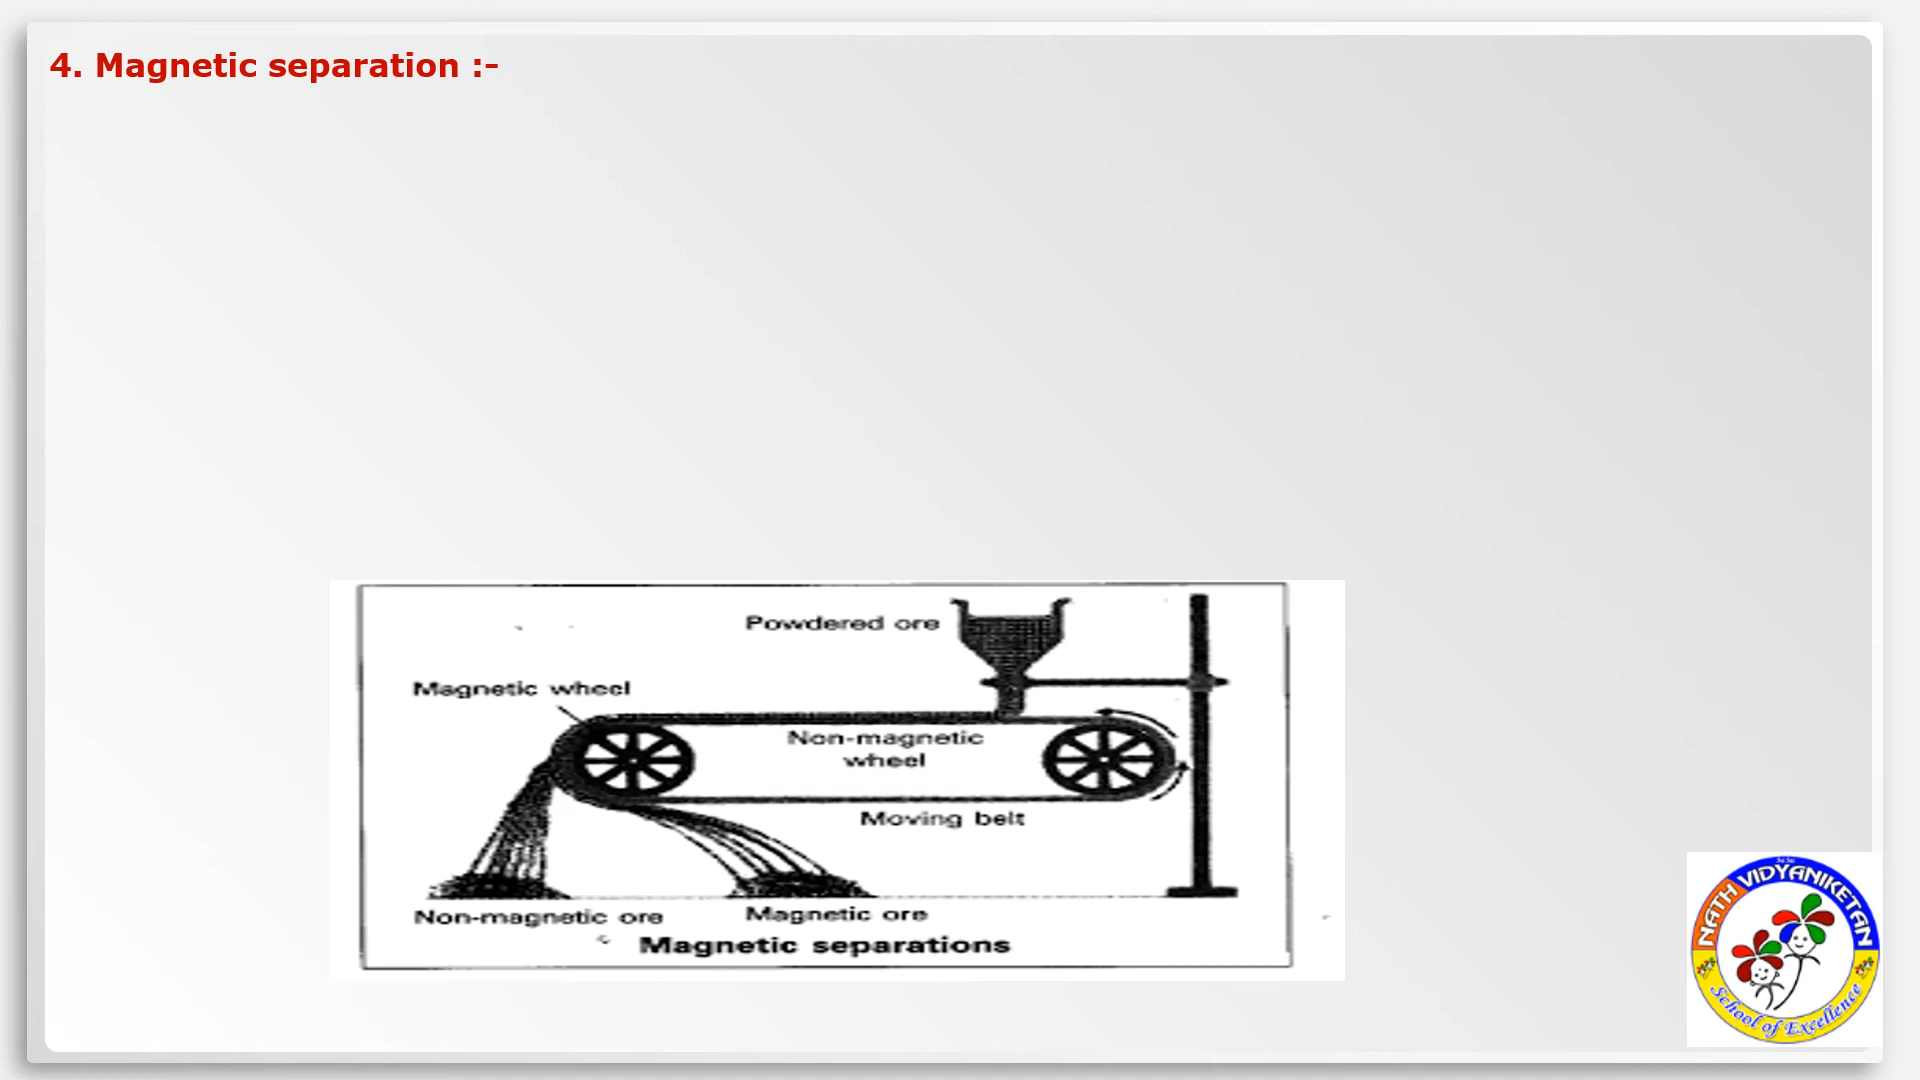 4. Magnetic separation :-
Powdered ore
Magnetic wheel
Non-magnetic
wheel
Moving belt
Non-magnetic ore
Magnetic ore
Magnetic separations
NATH VIDYANIKETAN
School of Excellence